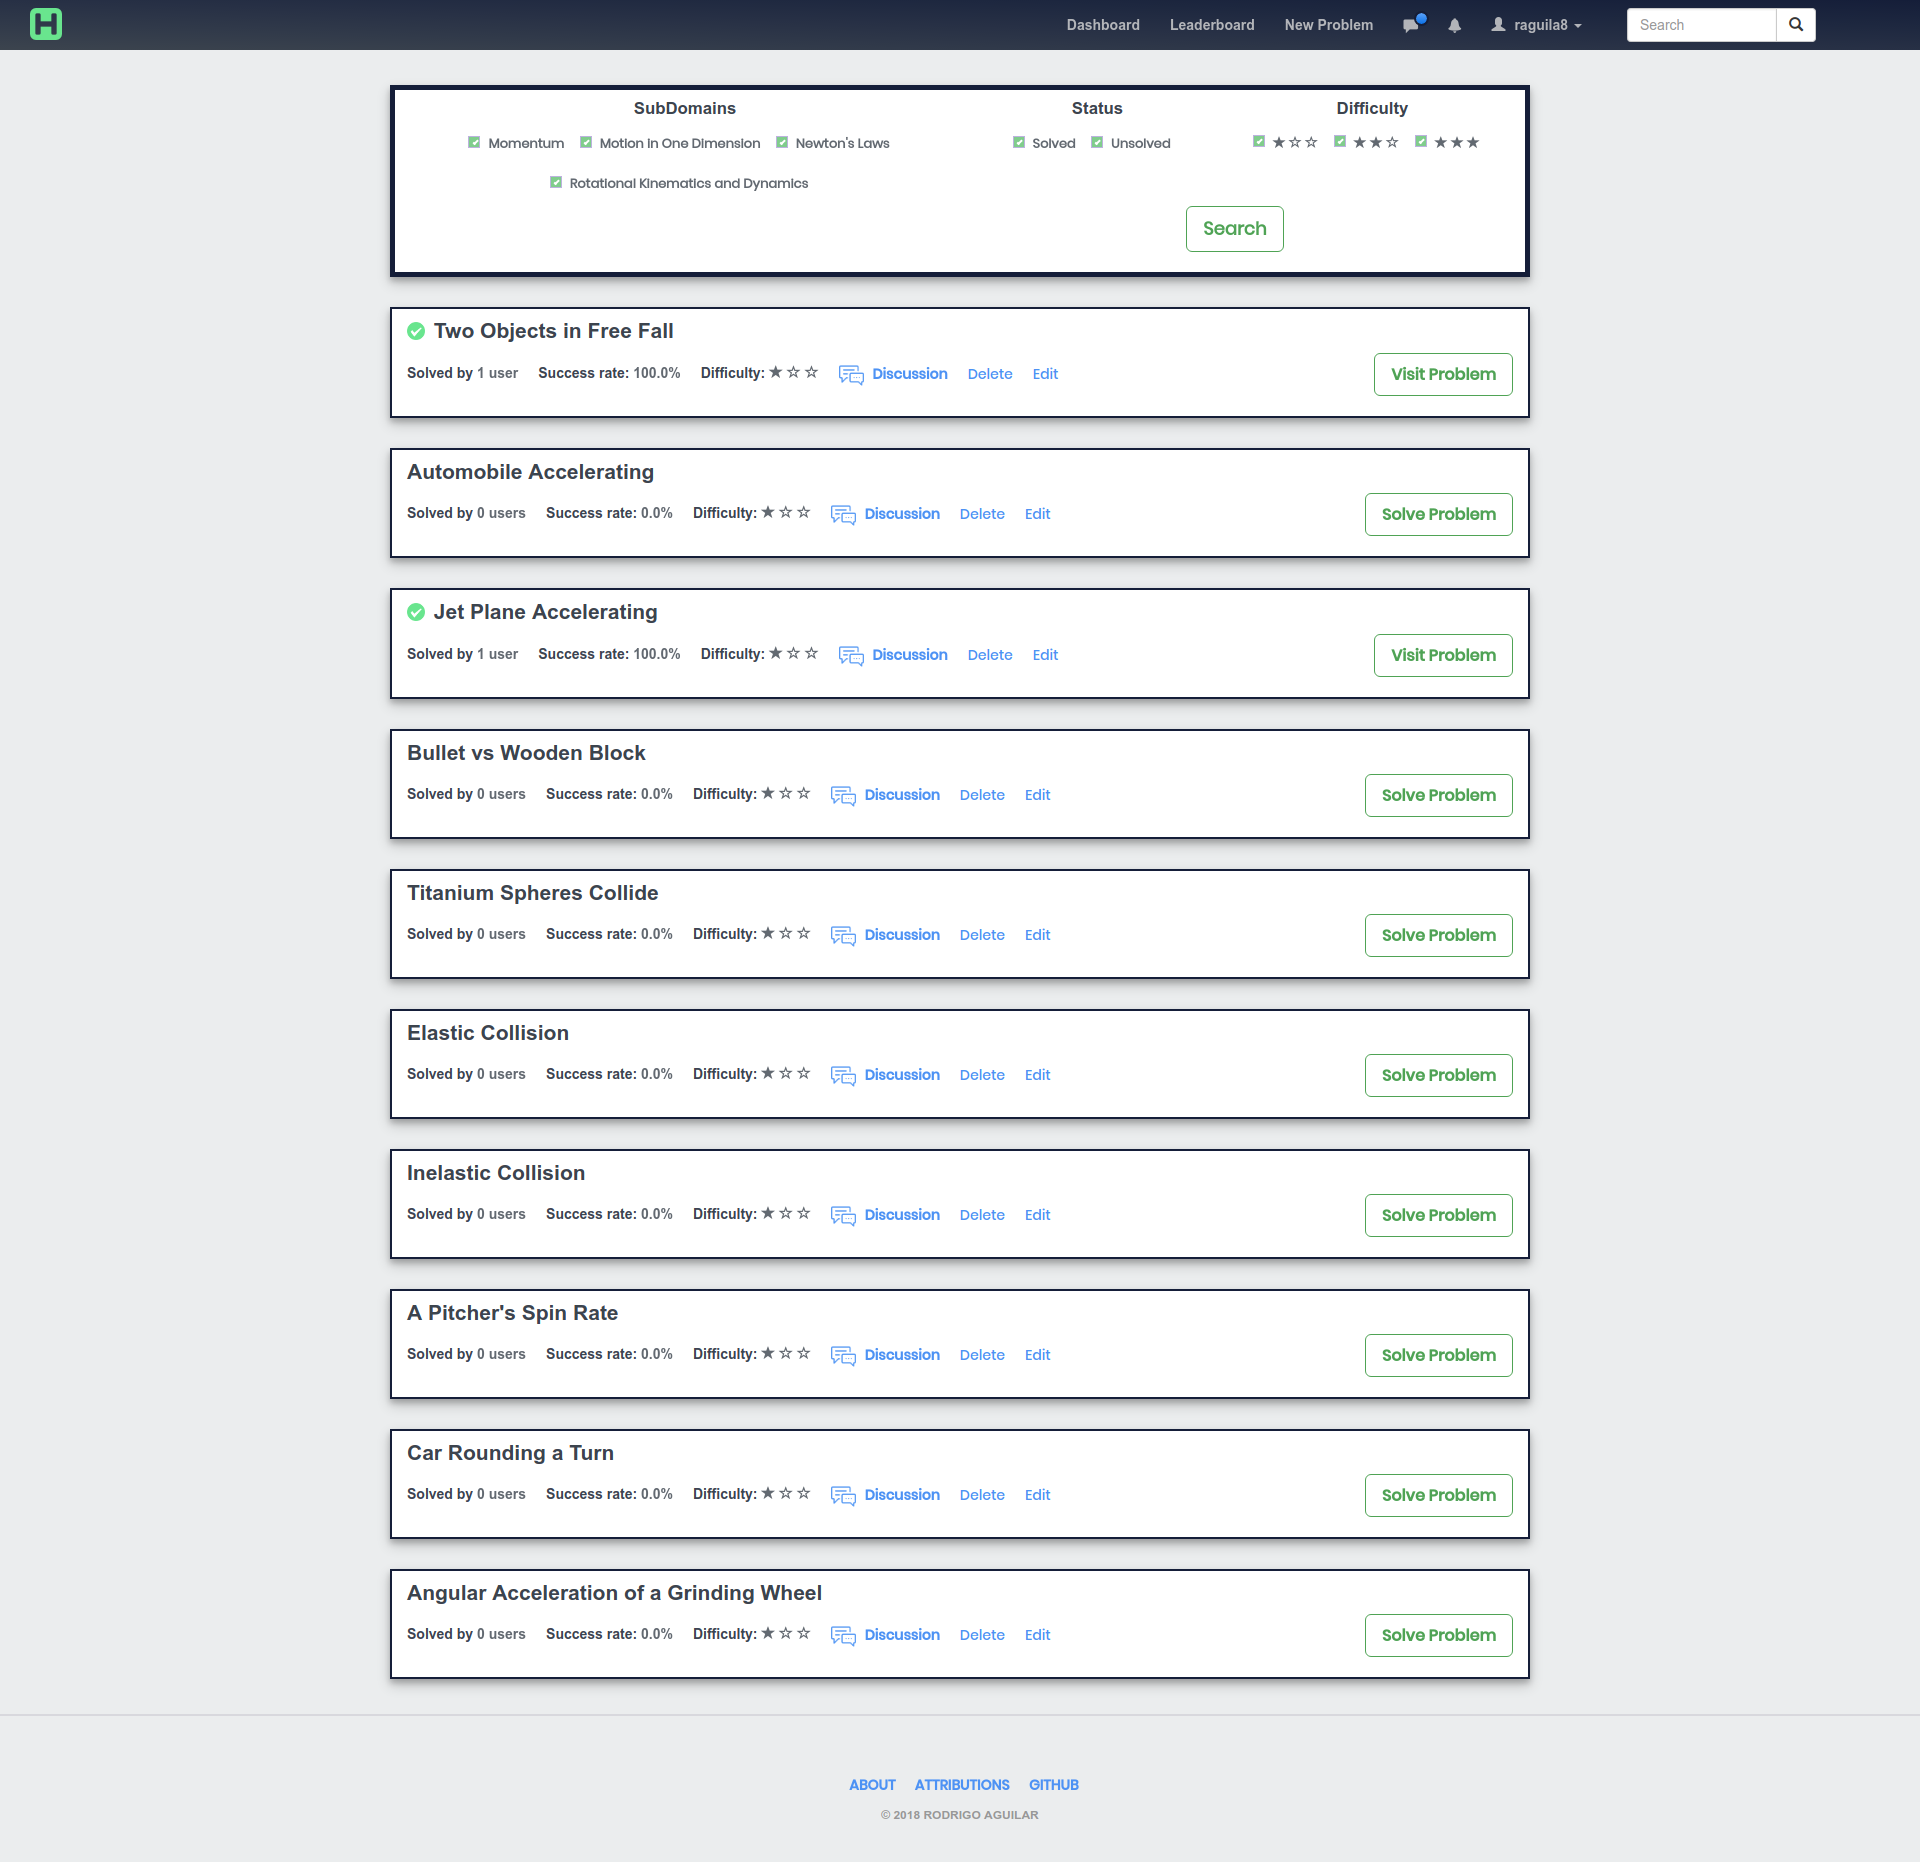 H Dashboard Leaderboard New Problem raguila8 Search
SubDomains Status Difficulty
Momentum Motion in One Dimension Newton's Laws Solved Unsolved ★☆☆ ★★☆ ★★★
Rotational Kinematics and Dynamics
Search
Two Objects in Free Fall
Solved by 1 user Success rate: 100.0% Difficulty: ★☆☆ Discussion Delete Edit Visit Problem
Automobile Accelerating
Solved by 0 users Success rate: 0.0% Difficulty: ★☆☆ Discussion Delete Edit Solve Problem
Jet Plane Accelerating
Solved by 1 user Success rate: 100.0% Difficulty: ★☆☆ Discussion Delete Edit Visit Problem
Bullet vs Wooden Block
Solved by 0 users Success rate: 0.0% Difficulty: ★☆☆ Discussion Delete Edit Solve Problem
Titanium Spheres Collide
Solved by 0 users Success rate: 0.0% Difficulty: ★☆☆ Discussion Delete Edit Solve Problem
Elastic Collision
Solved by 0 users Success rate: 0.0% Difficulty: ★☆☆ Discussion Delete Edit Solve Problem
Inelastic Collision
Solved by 0 users Success rate: 0.0% Difficulty: ★☆☆ Discussion Delete Edit Solve Problem
A Pitcher's Spin Rate
Solved by 0 users Success rate: 0.0% Difficulty: ★☆☆ Discussion Delete Edit Solve Problem
Car Rounding a Turn
Solved by 0 users Success rate: 0.0% Difficulty: ★☆☆ Discussion Delete Edit Solve Problem
Angular Acceleration of a Grinding Wheel
Solved by 0 users Success rate: 0.0% Difficulty: ★☆☆ Discussion Delete Edit Solve Problem
ABOUT ATTRIBUTIONS GITHUB
© 2018 RODRIGO AGUILAR